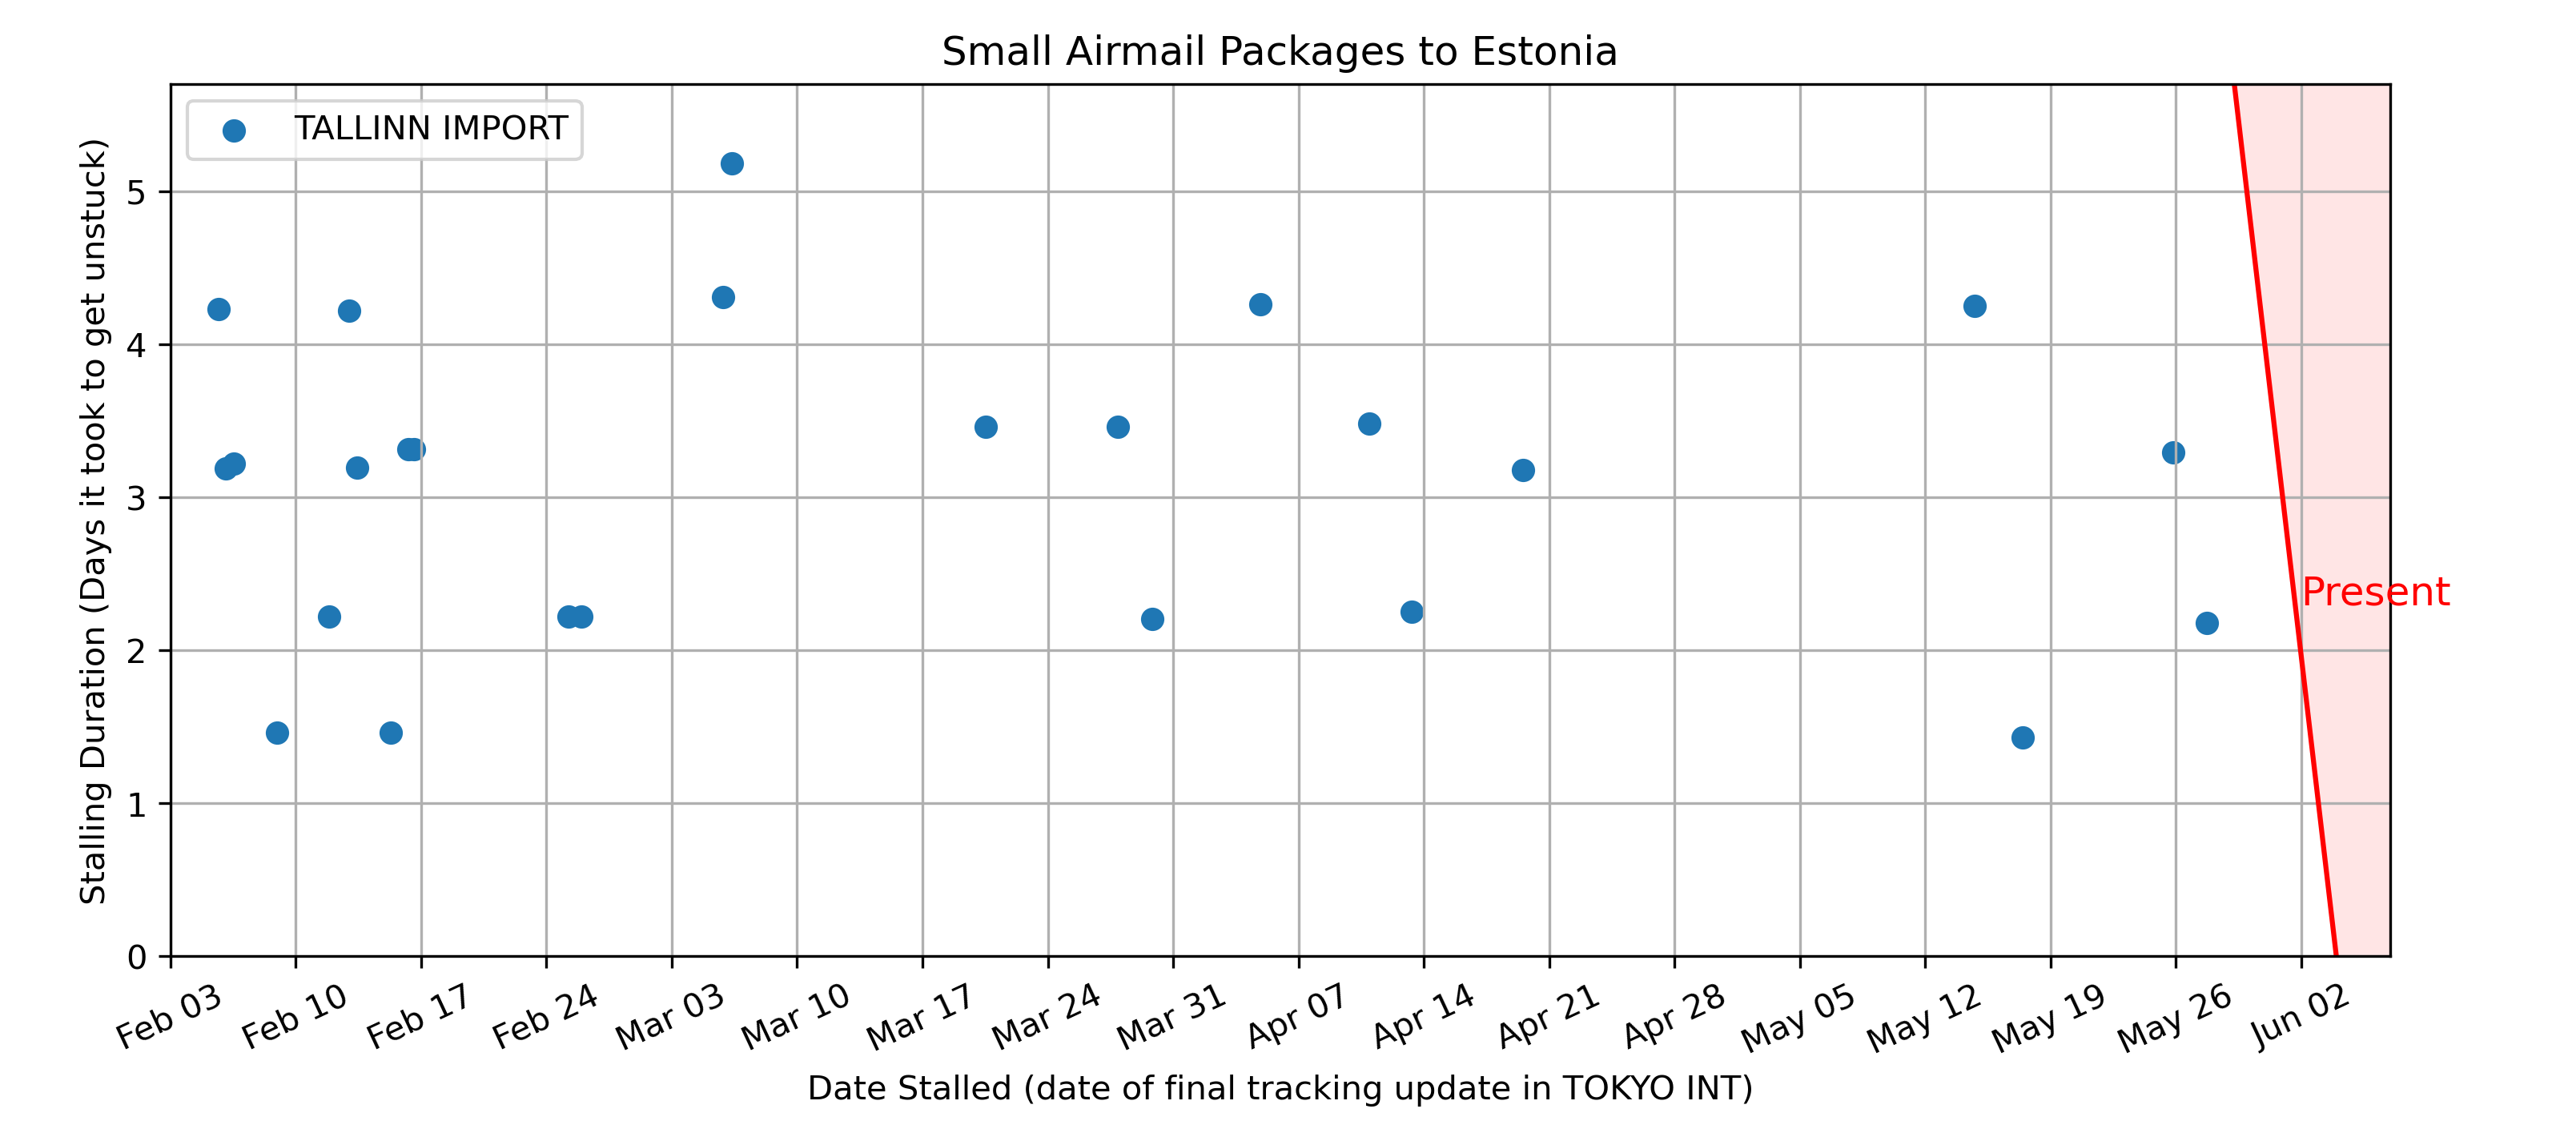 Small Airmail Packages to Estonia
TALLINN IMPORT
Stalling Duration (Days it took to get unstuck)
5
4
3
2
1
0
Present
Feb 03
Feb 10
Feb 17
Feb 24
Mar 03
Mar 10
Mar 17
Mar 24
Mar 31
Apr 07
Apr 14
Apr 21
Apr 28
May 05
May 12
May 19
May 26
Jun 02
Date Stalled (date of final tracking update in TOKYO INT)